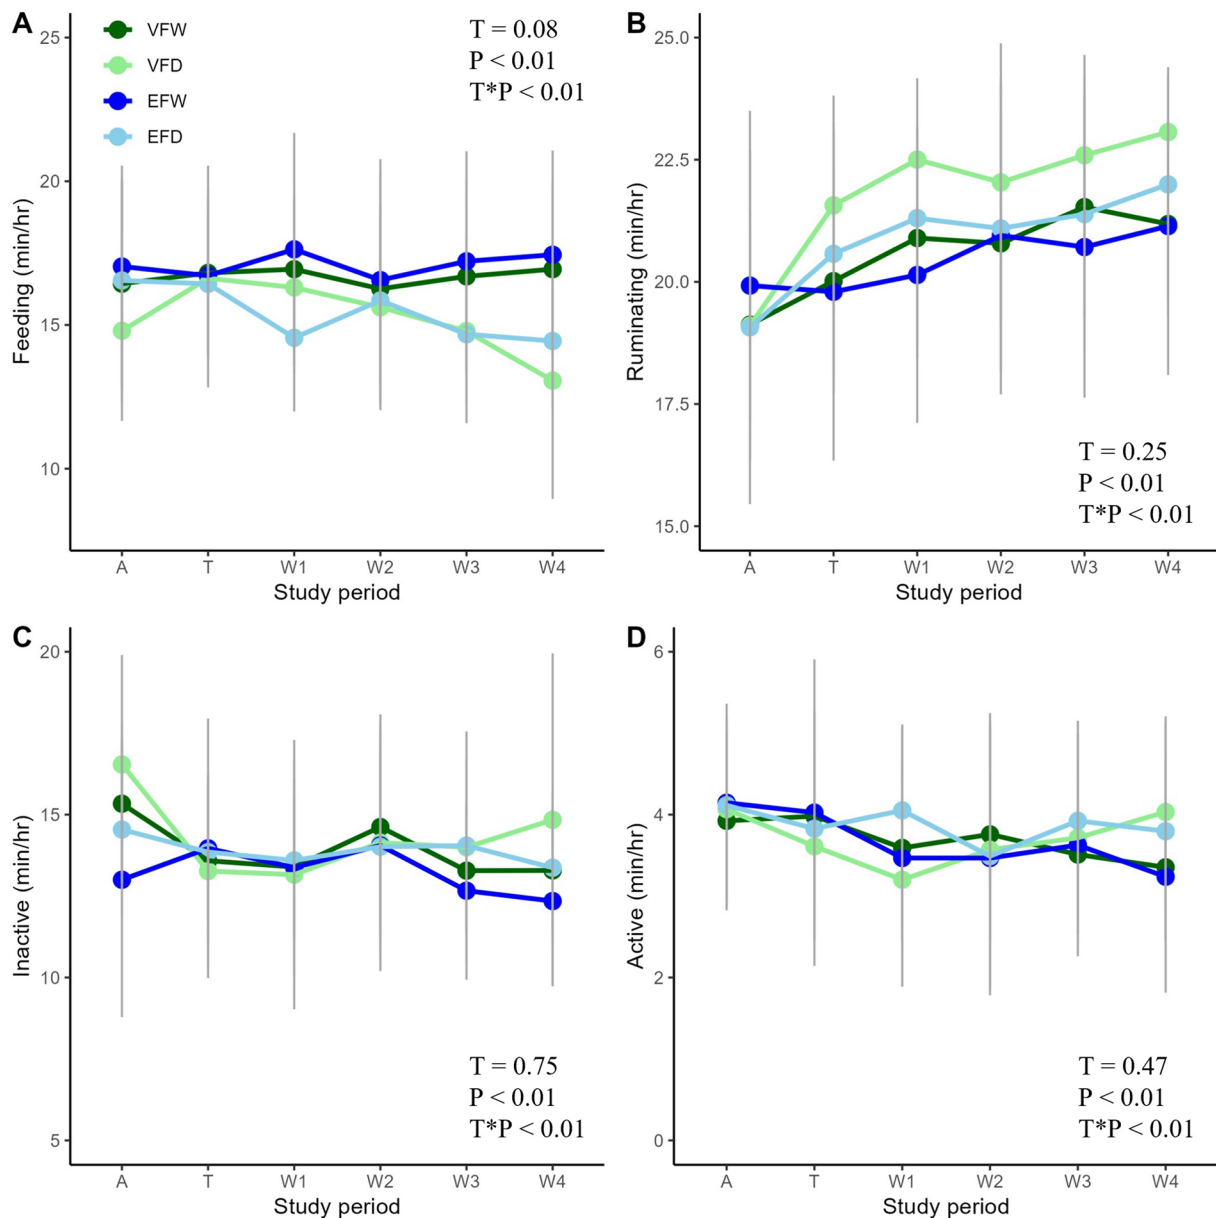 A
VFW
VFD
EFW
EFD
T = 0.08
P < 0.01
T*P < 0.01
25
20
15
10
Feeding (min/hr)
A T W1 W2 W3 W4
Study period
B
25.0
22.5
20.0
17.5
15.0
Ruminating (min/hr)
T = 0.25
P < 0.01
T*P < 0.01
A T W1 W2 W3 W4
Study period
C
20
15
10
5
Inactive (min/hr)
T = 0.75
P < 0.01
T*P < 0.01
A T W1 W2 W3 W4
Study period
D
6
4
2
0
Active (min/hr)
T = 0.47
P < 0.01
T*P < 0.01
A T W1 W2 W3 W4
Study period